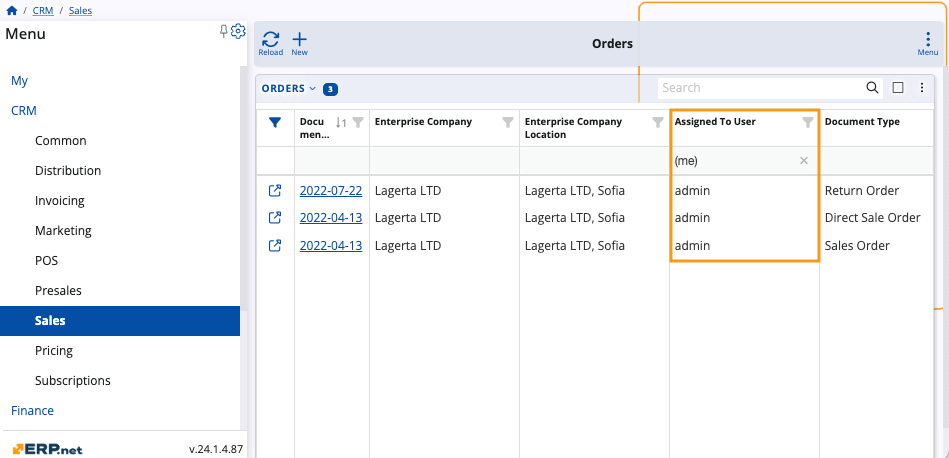 / CRM / Sales
Menu
My
CRM
Common
Distribution
Invoicing
Marketing
POS
Presales
Sales
Pricing
Subscriptions
Finance
ERP.net
v.24.1.4.87
Reload
New
Orders
Menu
ORDERS 3
Search
Docu
men...
1
Enterprise Company
Enterprise Company
Location
Assigned To User
Document Type
(me)
2022-07-22 Lagerta LTD Lagerta LTD, Sofia admin Return Order
2022-04-13 Lagerta LTD Lagerta LTD, Sofia admin Direct Sale Order
2022-04-13 Lagerta LTD Lagerta LTD, Sofia admin Sales Order